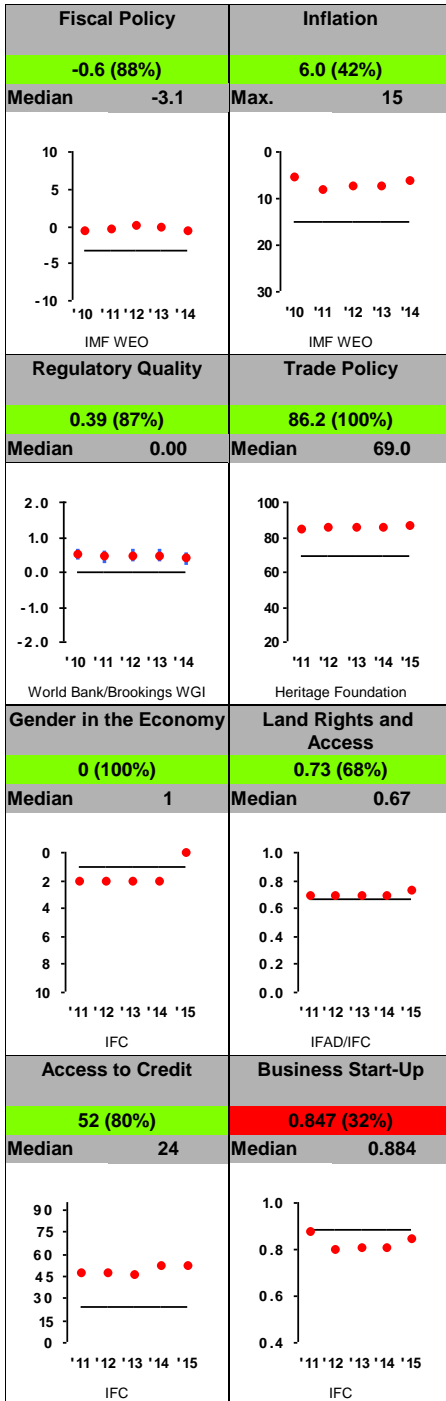 Fiscal Policy
-0.6 (88%)
Median -3.1
10
5
0
-5
-10
'10 '11 '12 '13 '14
IMF WEO
Inflation
6.0 (42%)
Max. 15
0
10
20
30
'10 '11 '12 '13 '14
IMF WEO
Regulatory Quality
0.39 (87%)
Median 0.00
2.0
1.0
0.0
-1.0
-2.0
'10 '11 '12 '13 '14
World Bank/Brookings WGI
Trade Policy
86.2 (100%)
Median 69.0
100
80
60
40
20
'11 '12 '13 '14 '15
Heritage Foundation
Gender in the Economy
0 (100%)
Median 1
0
2
4
6
8
10
'11 '12 '13 '14 '15
IFC
Land Rights and
Access
0.73 (68%)
Median 0.67
1.0
0.8
0.6
0.4
0.2
0.0
'11 '12 '13 '14 '15
IFAD/IFC
Access to Credit
52 (80%)
Median 24
90
75
60
45
30
15
0
'11 '12 '13 '14 '15
IFC
Business Start-Up
0.847 (32%)
Median 0.884
1.0
0.8
0.6
0.4
'11 '12 '13 '14 '15
IFC